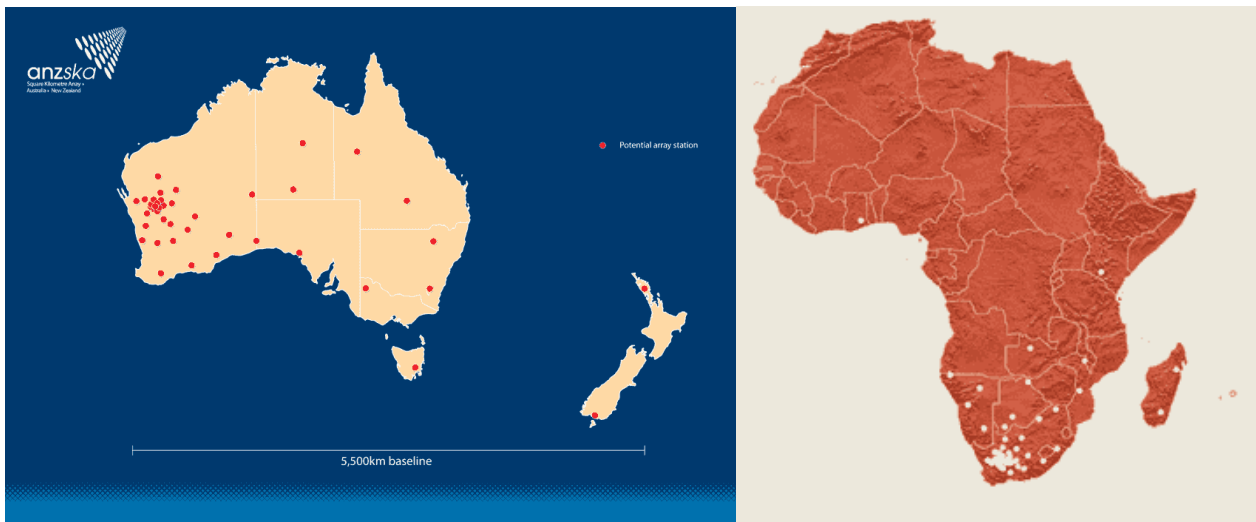 anzska
Square Kilometre Array •
Australia + New Zealand
Potential array station
5,500km baseline